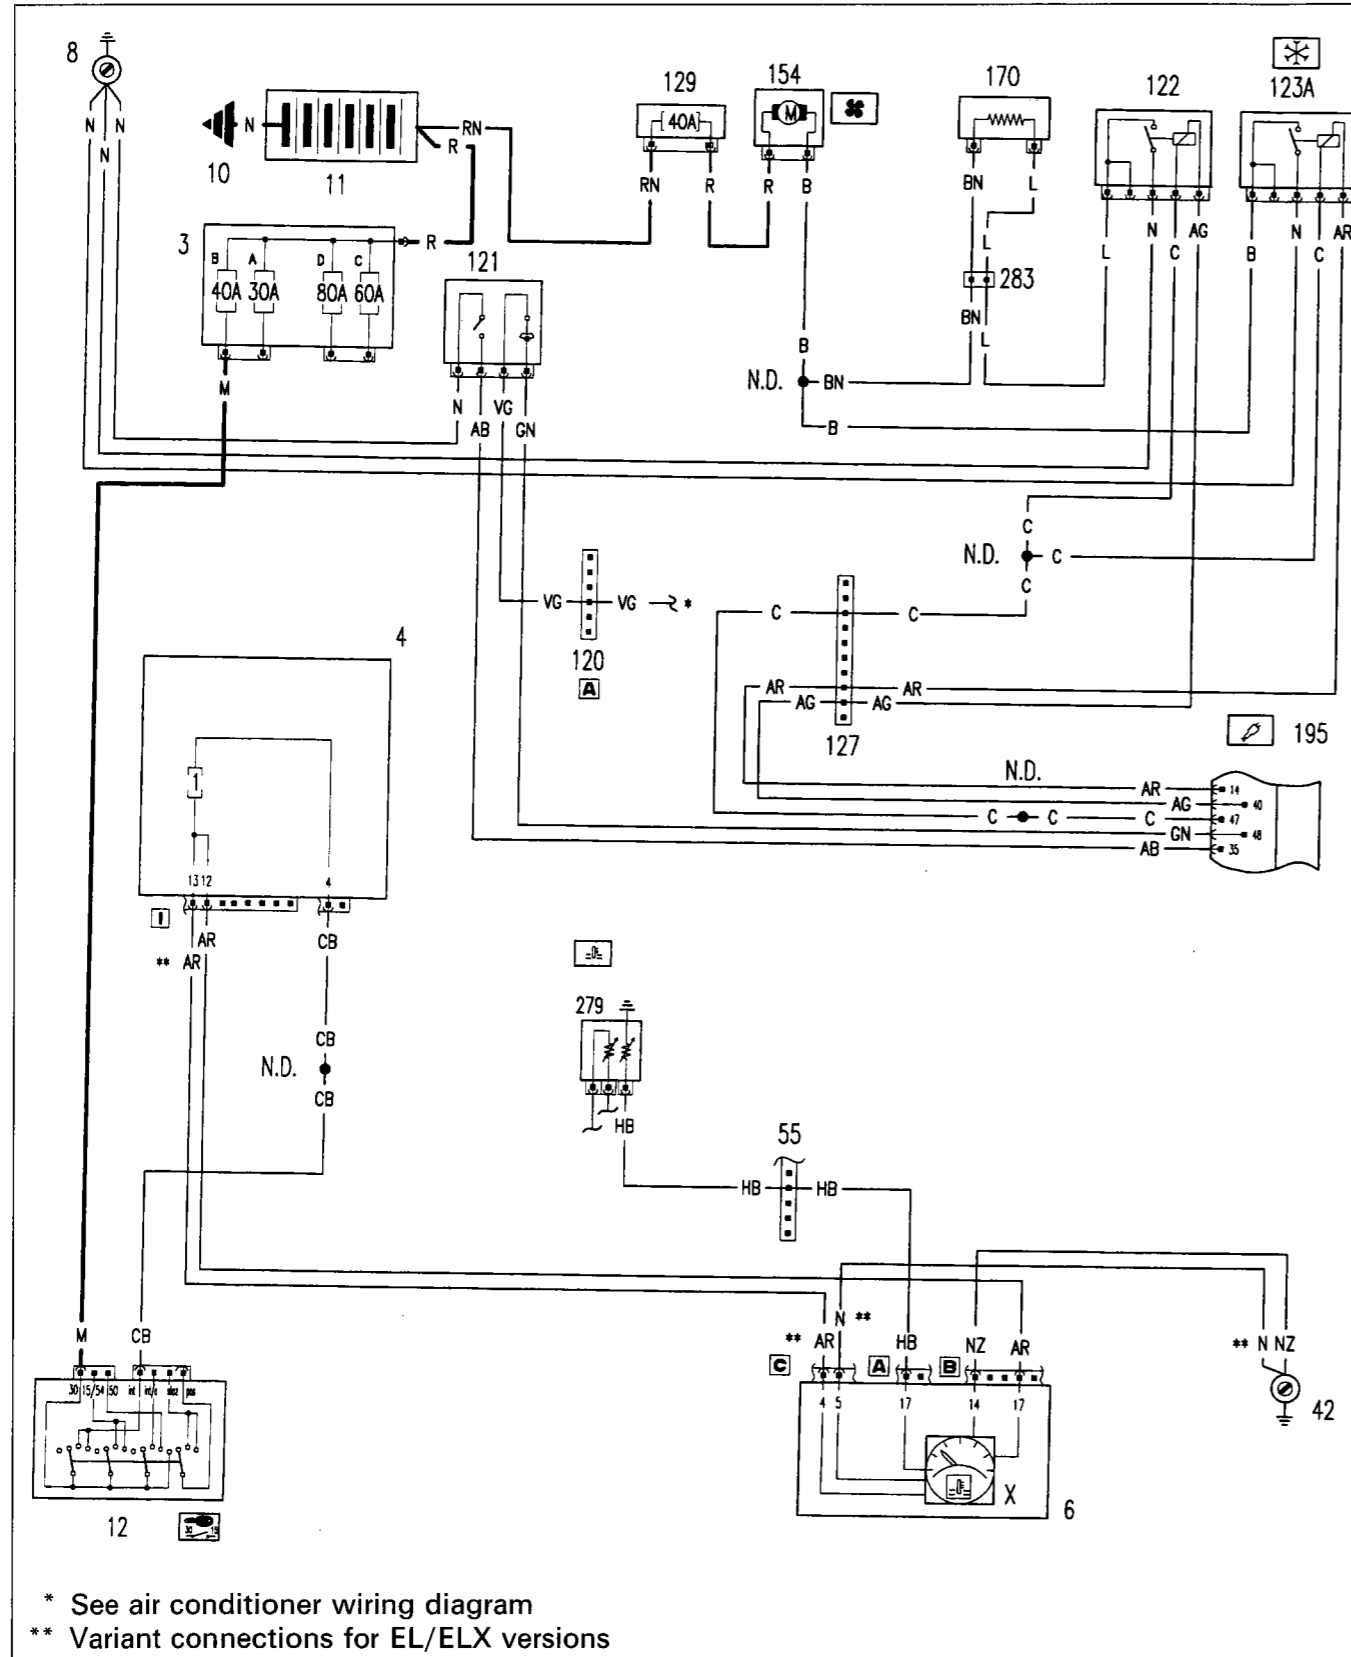 8
N N
N
10
N
11
RN
R
129
40A
RN R
154
M
R B
170
BN L
L
283
BN
L
122
L N C AG
123A
B N C AR
3
B A D C
40A 30A 80A 60A
R
M
121
N VG
AB GN
B
N.D. BN
B
C
N.D. C
C
VG VG *
120
A
C C
AR AR
AG AG
127
195
N.D.
AR 14
AG 40
C C C 47
GN 48
AB 35
4
1
13 12 4
I
AR CB
** AR
CB
N.D.
CB
279
HB
55
HB HB
M CB
30 15/54 50 int
12
30 15
N **
** AR HB NZ AR
C A B
4 5 17 14 17
X
6
** N NZ
42
* See air conditioner wiring diagram
** Variant connections for EL/ELX versions